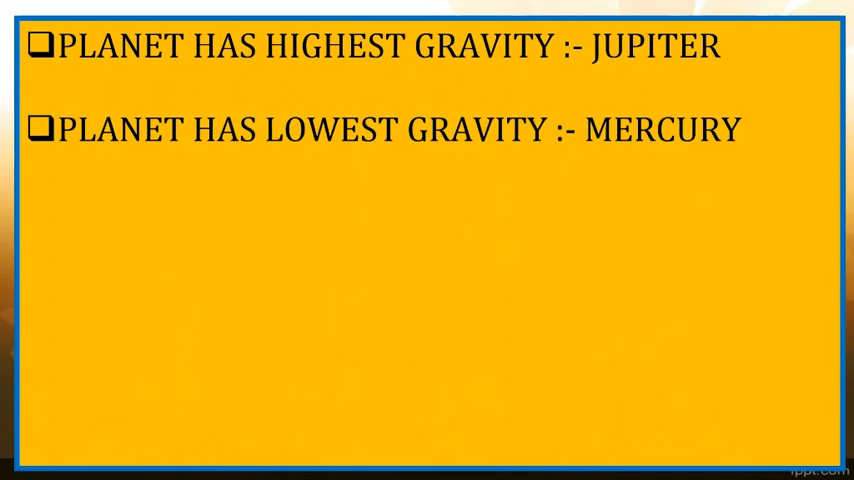 ❑PLANET HAS HIGHEST GRAVITY :- JUPITER
❑PLANET HAS LOWEST GRAVITY :- MERCURY
fppt.com